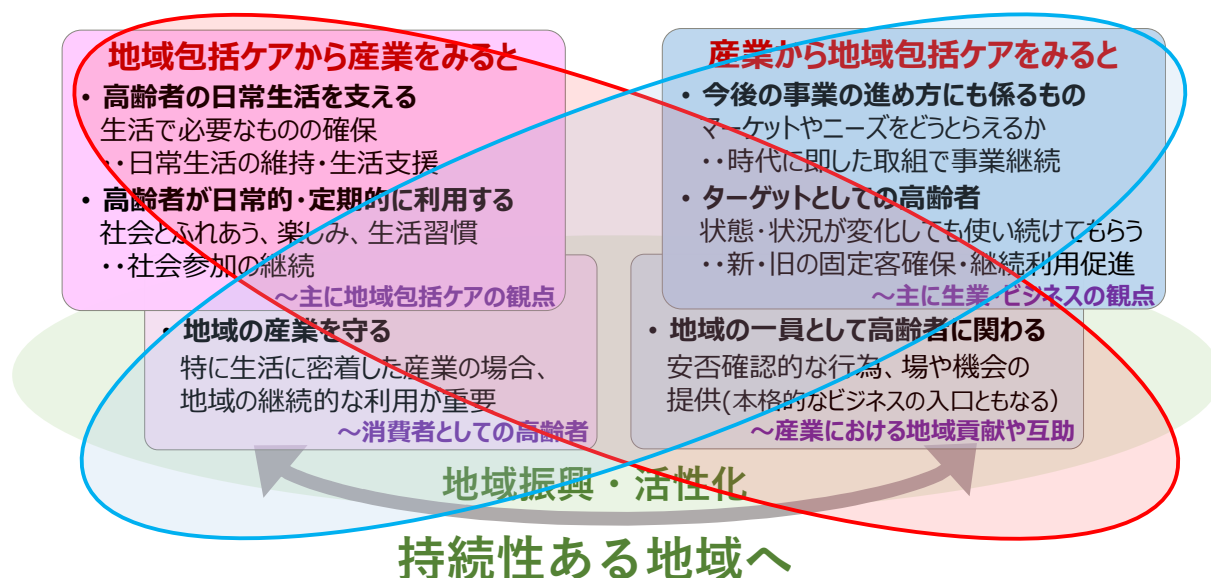 地域包括ケアから産業をみると
・ 高齢者の日常生活を支える
生活で必要なものの確保
‥日常生活の維持・生活支援
・ 高齢者が日常的・定期的に利用する
社会とふれあう、楽しみ、生活習慣
‥社会参加の継続
～主に地域包括ケアの観点
・ 地域の産業を守る
特に生活に密着した産業の場合、
地域の継続的な利用が重要
～消費者としての高齢者
産業から地域包括ケアをみると
・ 今後の事業の進め方にも係るもの
マーケットやニーズをどうとらえるか
‥時代に即した取組で事業継続
・ ターゲットとしての高齢者
状態・状況が変化しても使い続けてもらう
‥新・旧の固定客確保・継続利用促進
～主に生業・ビジネスの観点
・ 地域の一員として高齢者に関わる
安否確認的な行為、場や機会の
提供(本格的なビジネスの入口ともなる）
～産業における地域貢献や互助
地域振興・活性化
持続性ある地域へ